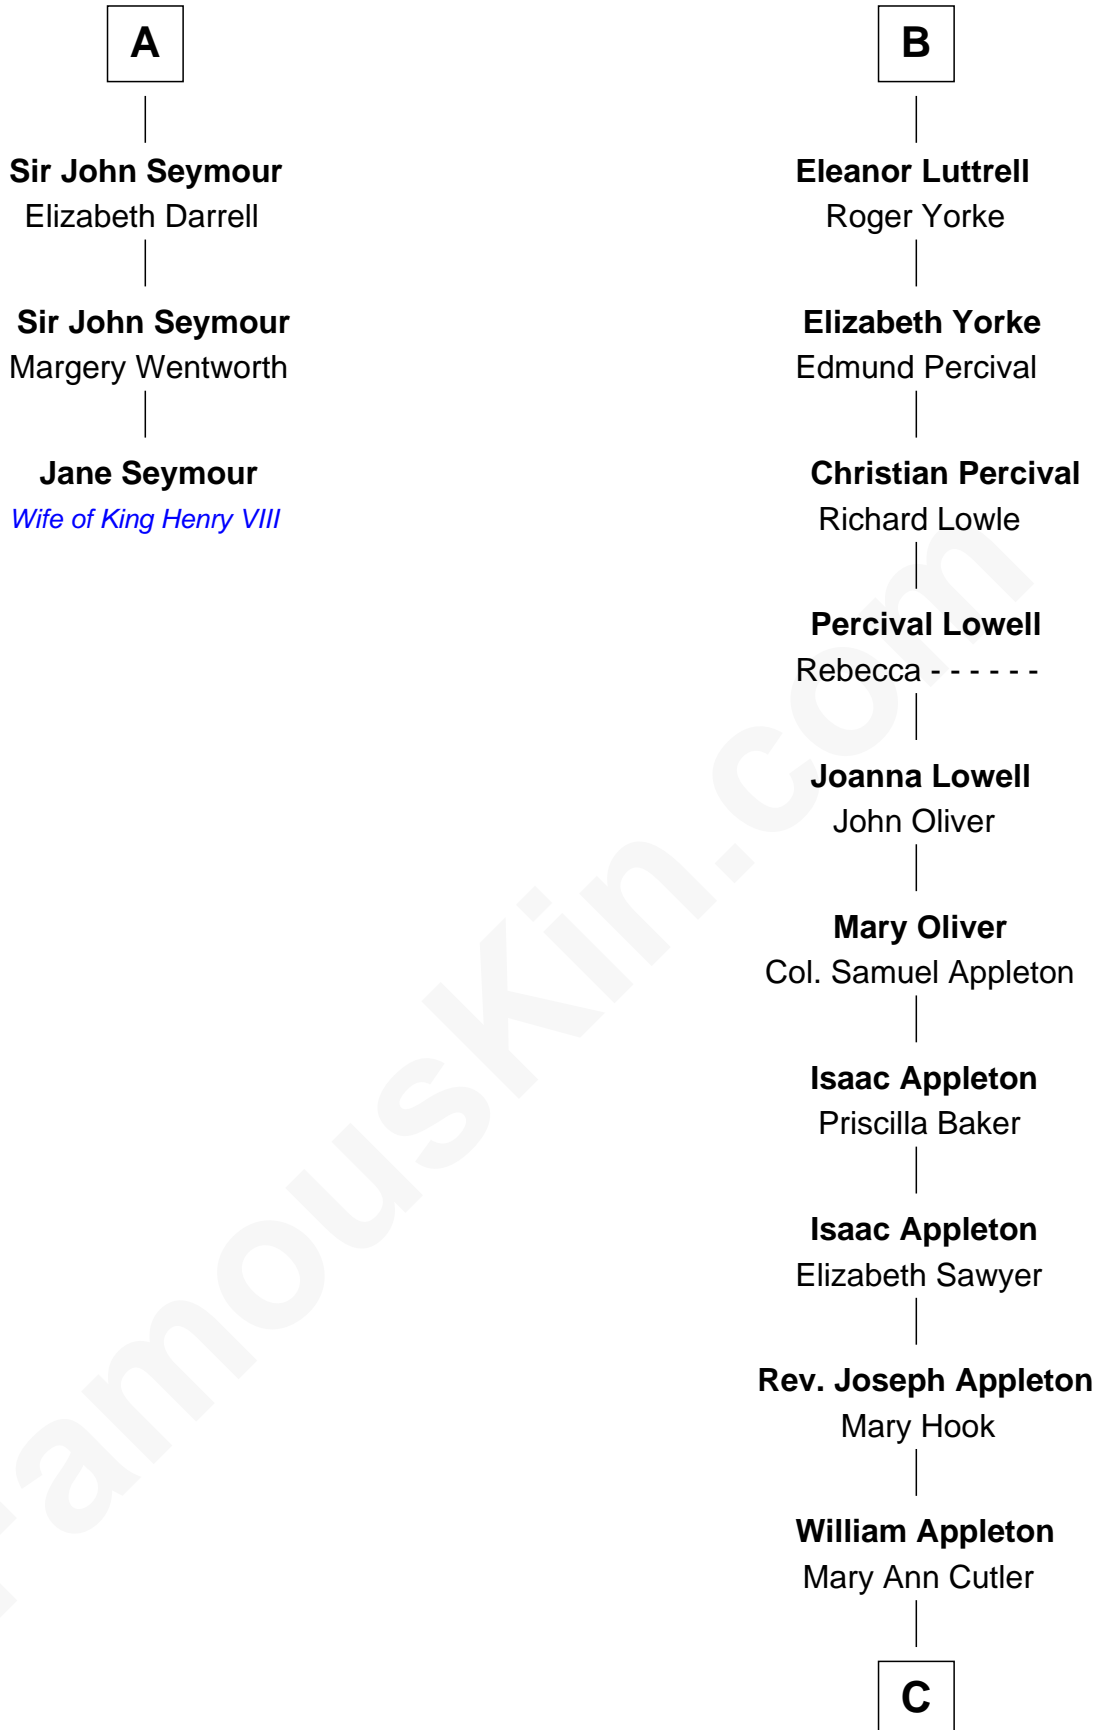 A
Sir John Seymour
Elizabeth Darrell
Sir John Seymour
Margery Wentworth
Jane Seymour
Wife of King Henry VIII
B
Eleanor Luttrell
Roger Yorke
Elizabeth Yorke
Edmund Percival
Christian Percival
Richard Lowle
Percival Lowell
Rebecca - - - - - -
Joanna Lowell
John Oliver
Mary Oliver
Col. Samuel Appleton
Isaac Appleton
Priscilla Baker
Isaac Appleton
Elizabeth Sawyer
Rev. Joseph Appleton
Mary Hook
William Appleton
Mary Ann Cutler
C
FamousKin.com